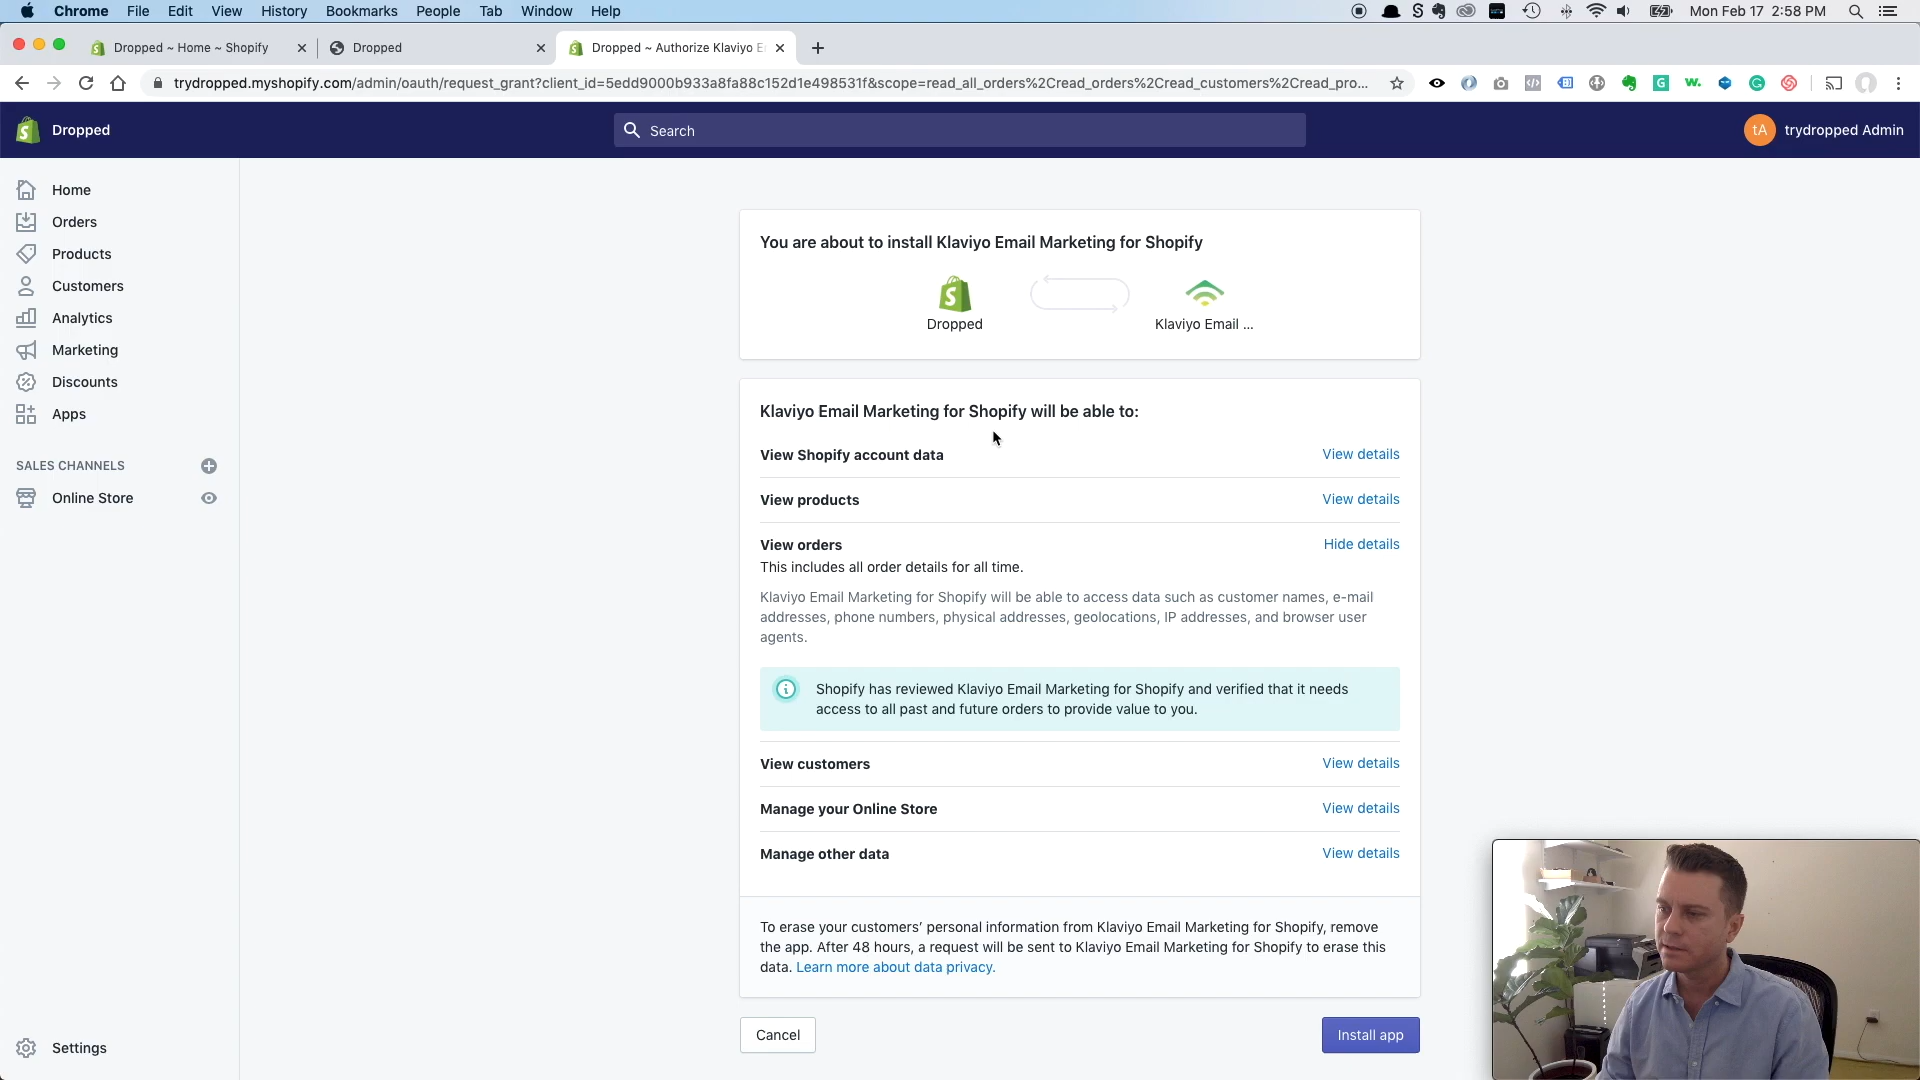 Chrome File Edit View History Bookmarks People Tab Window Help
Mon Feb 17 2:58 PM
Dropped ~ Home ~ Shopify
Dropped
Dropped ~ Authorize Klaviyo E
trydropped.myshopify.com/admin/oauth/request_grant?client_id=5edd9000b933a8fa88c152d1e498531f&scope=read_all_orders%2Cread_orders%2Cread_customers%2Cread_pro...
Dropped
Search
tA trydropped Admin
Home
Orders
Products
Customers
Analytics
Marketing
Discounts
Apps
SALES CHANNELS
Online Store
Settings
You are about to install Klaviyo Email Marketing for Shopify
Dropped
Klaviyo Email ...
Klaviyo Email Marketing for Shopify will be able to:
View Shopify account data View details
View products View details
View orders Hide details
This includes all order details for all time.
Klaviyo Email Marketing for Shopify will be able to access data such as customer names, e-mail
addresses, phone numbers, physical addresses, geolocations, IP addresses, and browser user
agents.
Shopify has reviewed Klaviyo Email Marketing for Shopify and verified that it needs
access to all past and future orders to provide value to you.
View customers View details
Manage your Online Store View details
Manage other data View details
To erase your customers' personal information from Klaviyo Email Marketing for Shopify, remove
the app. After 48 hours, a request will be sent to Klaviyo Email Marketing for Shopify to erase this
data. Learn more about data privacy.
Cancel
Install app